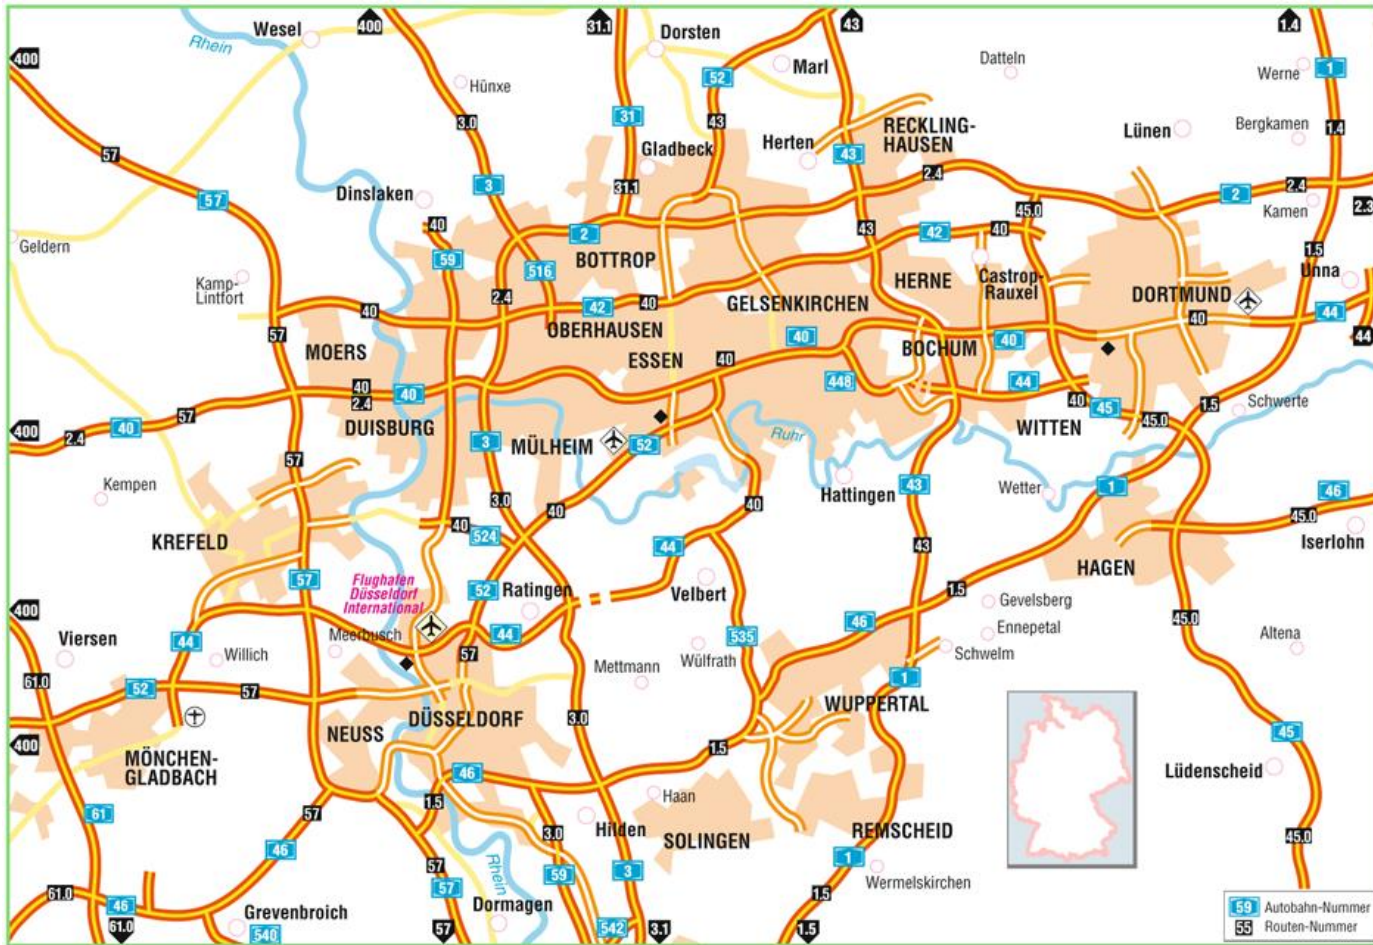 400
31.1
43
1.4
Wesel
Rhein
Dorsten
400
Marl
Datteln
Werne
1
52
Hünxe
3.0
31
43
1.4
Lünen
Bergkamen
RECKLING-
HAUSEN
Herten
57
Gladbeck
43
2.4
3
31.1
Dinslaken
57
2
2.4
Kamen
2.3
45.0
40
43
42
40
2
Geldern
59
BOTTROP
1.5
516
Unna
Kamp-
Lintfort
HERNE
Castrop-
Rauxel
2.4
GELSENKIRCHEN
DORTMUND
40
42
40
44
40
OBERHAUSEN
57
40
40
BOCHUM
44
MOERS
ESSEN
40
40
2.4
40
448
44
40
45
1.5
Schwerte
57
45.0
40
2.4
400
DUISBURG
3
MÜLHEIM
52
Ruhr
WITTEN
57
Kempen
Hattingen
43
Wetter
1
46
3.0
40
40
45.0
Iserlohn
40
524
KREFELD
44
43
HAGEN
57
Flughafen
Düsseldorf
International
52
Ratingen
Velbert
1.5
Gevelsberg
400
45.0
46
44
Viersen
44
Meerbusch
535
Ennepetal
Altena
Willich
57
Wülfrath
Schwelm
Mettmann
61.0
52
57
1
DÜSSELDORF
3.0
WUPPERTAL
NEUSS
45
400
1.5
MÖNCHEN-
GLADBACH
46
Lüdenscheid
1.5
Haan
61
57
Hilden
3.0
SOLINGEN
REMSCHEID
45.0
46
1
57
Rhein
59
3
Wermelskirchen
57
61.0
1.5
46
Grevenbroich
Dormagen
59 Autobahn-Nummer
61.0
540
57
542
3.1
1.5
55 Routen-Nummer